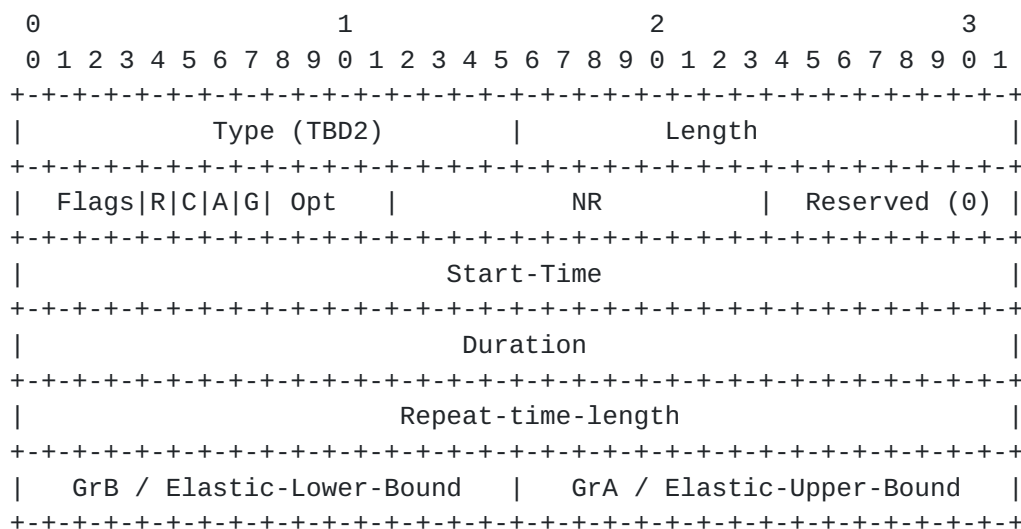 0                   1                   2                   3
 0 1 2 3 4 5 6 7 8 9 0 1 2 3 4 5 6 7 8 9 0 1 2 3 4 5 6 7 8 9 0 1
+-+-+-+-+-+-+-+-+-+-+-+-+-+-+-+-+-+-+-+-+-+-+-+-+-+-+-+-+-+-+-+-+
|            Type (TBD2)        |         Length                |
+-+-+-+-+-+-+-+-+-+-+-+-+-+-+-+-+-+-+-+-+-+-+-+-+-+-+-+-+-+-+-+-+
|  Flags|R|C|A|G| Opt   |           NR          |  Reserved (0) |
+-+-+-+-+-+-+-+-+-+-+-+-+-+-+-+-+-+-+-+-+-+-+-+-+-+-+-+-+-+-+-+-+
|                           Start-Time                          |
+-+-+-+-+-+-+-+-+-+-+-+-+-+-+-+-+-+-+-+-+-+-+-+-+-+-+-+-+-+-+-+-+
|                            Duration                           |
+-+-+-+-+-+-+-+-+-+-+-+-+-+-+-+-+-+-+-+-+-+-+-+-+-+-+-+-+-+-+-+-+
|                        Repeat-time-length                     |
+-+-+-+-+-+-+-+-+-+-+-+-+-+-+-+-+-+-+-+-+-+-+-+-+-+-+-+-+-+-+-+-+
|   GrB / Elastic-Lower-Bound   |   GrA / Elastic-Upper-Bound   |
+-+-+-+-+-+-+-+-+-+-+-+-+-+-+-+-+-+-+-+-+-+-+-+-+-+-+-+-+-+-+-+-+